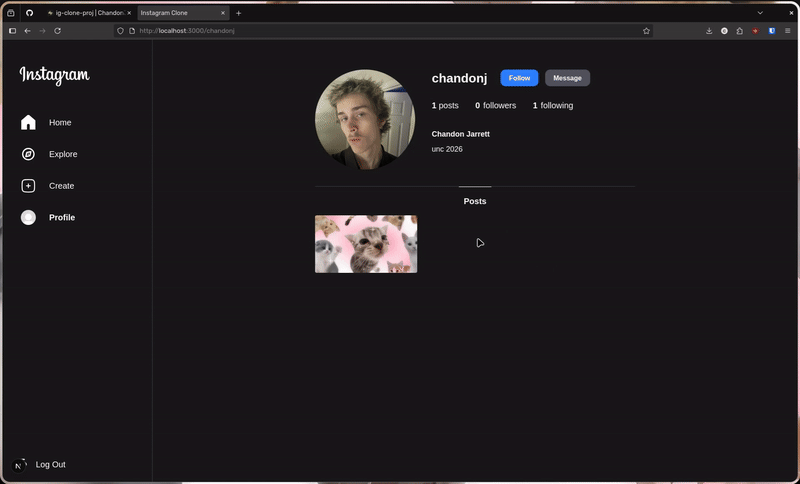 ig-clone-proj | Chandon
Instagram Clone
http://localhost:3000/chandonj
Instagram
Home
Explore
Create
Profile
Log Out
N
chandonj
Follow
Message
1 posts
0 followers
1 following
Chandon Jarrett
unc 2026
Posts